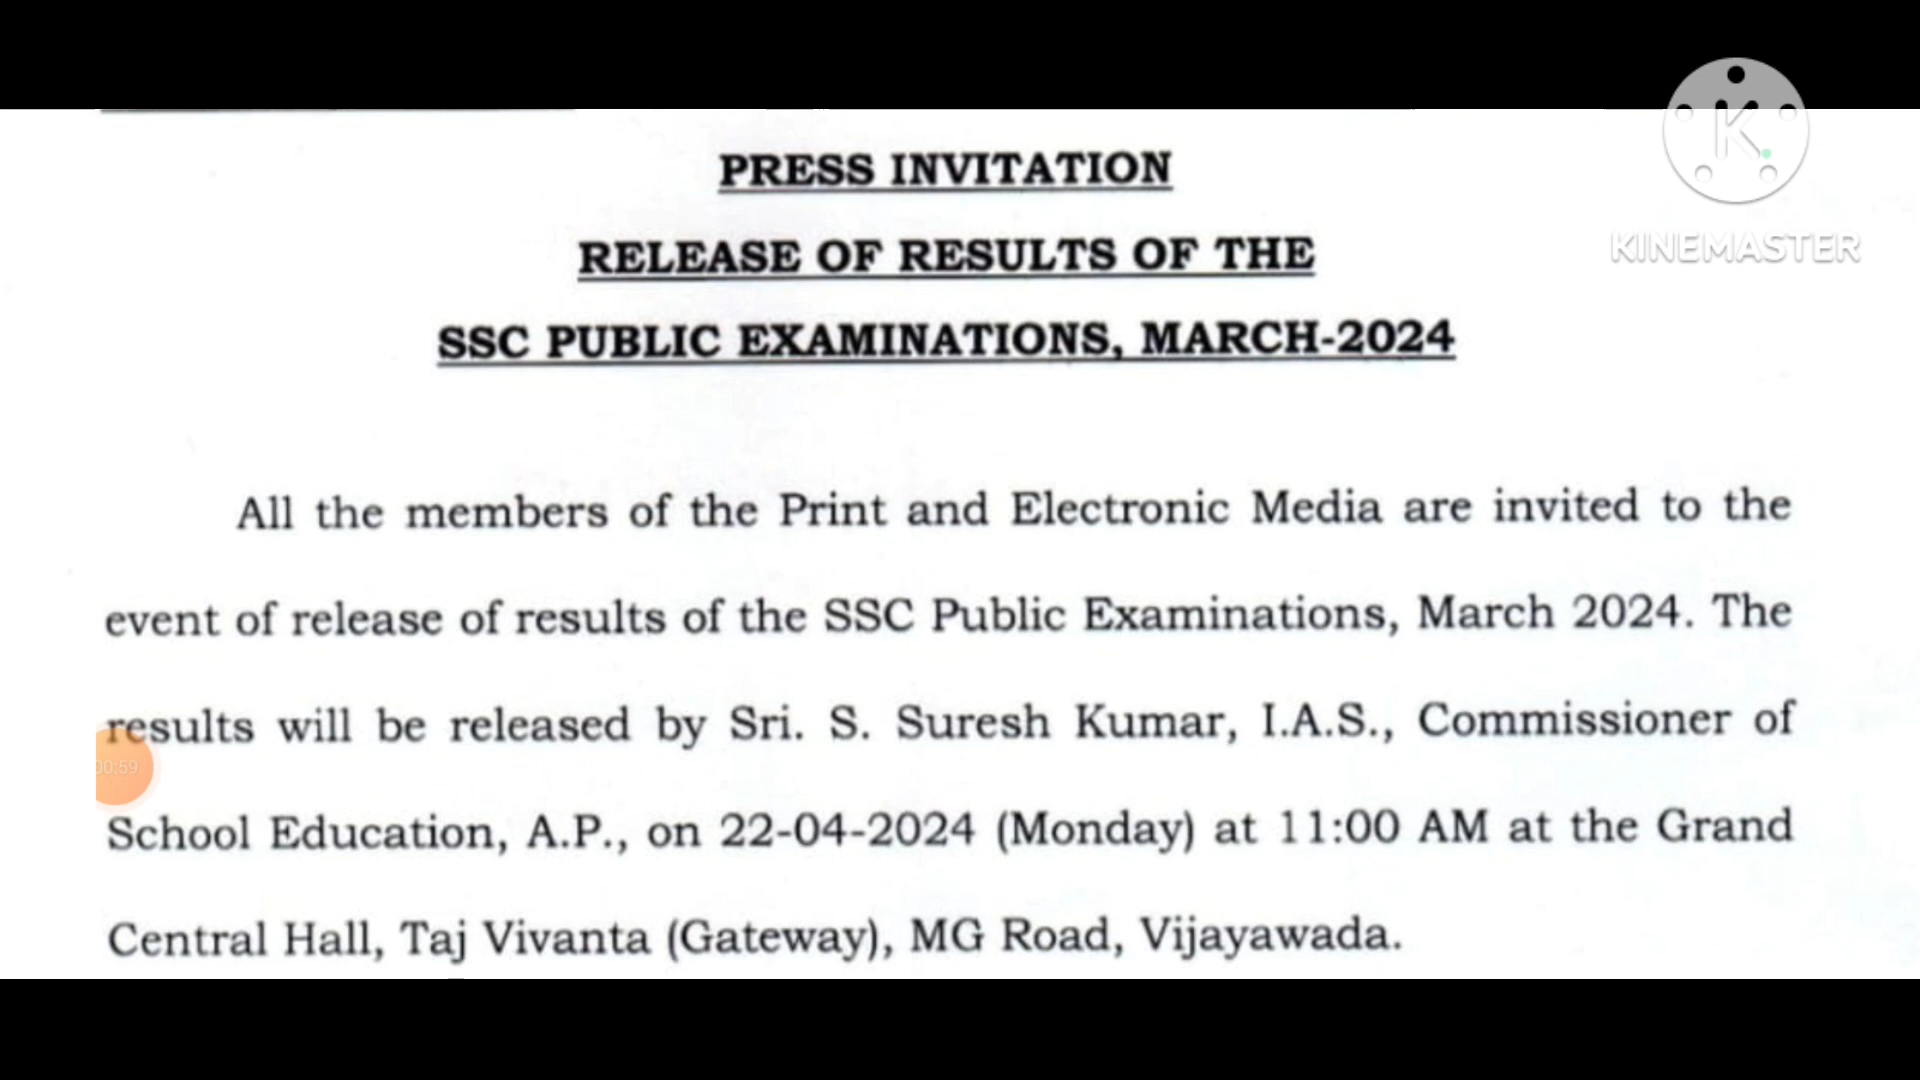 PRESS INVITATION
RELEASE OF RESULTS OF THE
SSC PUBLIC EXAMINATIONS, MARCH-2024
All the members of the Print and Electronic Media are invited to the
event of release of results of the SSC Public Examinations, March 2024. The
results will be released by Sri. S. Suresh Kumar, I.A.S., Commissioner of
School Education, A.P., on 22-04-2024 (Monday) at 11:00 AM at the Grand
Central Hall, Taj Vivanta (Gateway), MG Road, Vijayawada.
K
KINEMASTER
00:59